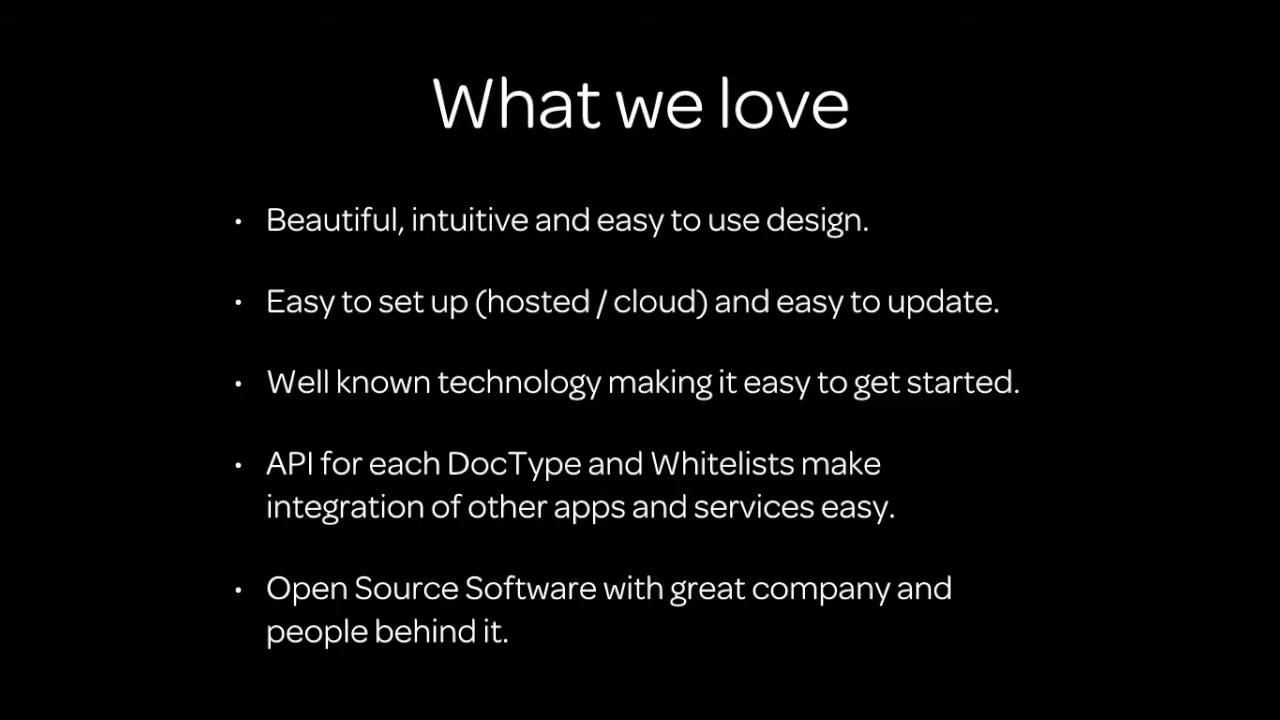 What we love
• Beautiful, intuitive and easy to use design.
• Easy to set up (hosted / cloud) and easy to update.
• Well known technology making it easy to get started.
• API for each DocType and Whitelists make
integration of other apps and services easy.
• Open Source Software with great company and
people behind it.